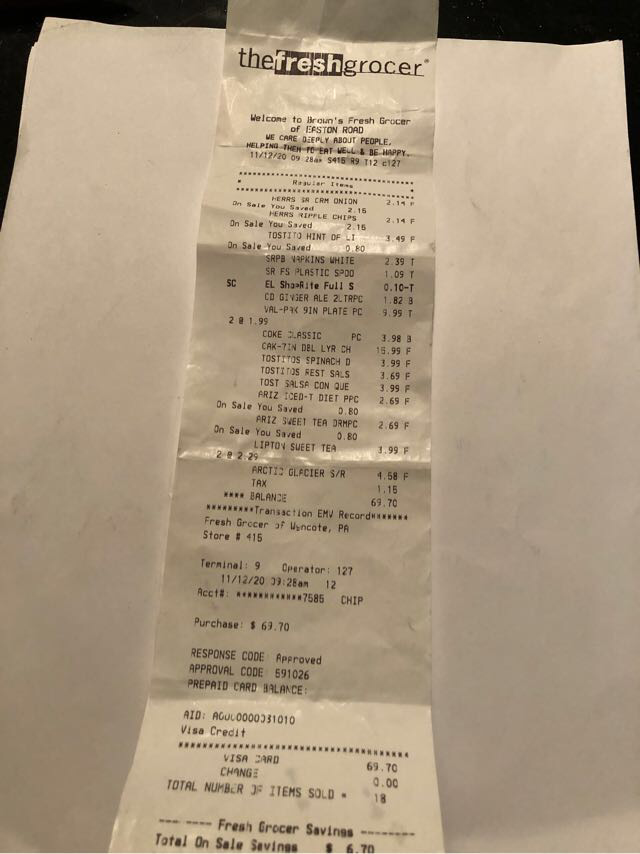 thefreshgrocer®
Welcome to Brown's Fresh Grocer
of EASTON ROAD
WE CARE DEEPLY ABOUT PEOPLE,
HELPING THEM TO EAT WELL & BE HAPPY.
11/12/20 09:28am S415 R9 T12 c127
****************************************
* Regular Items *
****************************************
HERRS SR CRM ONION 2.14 F
On Sale You Saved 2.15
HERRS RIPPLE CHIPS 2.14 F
On Sale You Saved 2.15
TOSTITO HINT OF LI 3.49 F
On Sale You Saved 0.80
SRPB NAPKINS WHITE 2.39 T
SR FS PLASTIC SPOO 1.09 T
SC EL ShopRite Full S 0.10-T
CD GINGER ALE 2LTRPC 1.82 B
VAL-PAK 9IN PLATE PC 9.99 T
2 @ 1.99
COKE CLASSIC PC 3.98 B
CAK-7IN DBL LYR CH 15.99 F
TOSTITOS SPINACH D 3.99 F
TOSTITOS REST SALS 3.69 F
TOST SALSA CON QUE 3.99 F
ARIZ ICED-T DIET PPC 2.69 F
On Sale You Saved 0.80
ARIZ SWEET TEA DRMPC 2.69 F
On Sale You Saved 0.80
LIPTON SWEET TEA 3.99 F
2 @ 2.29
ARCTIC GLACIER S/R 4.58 F
TAX 1.15
**** BALANCE 69.70
*********Transaction EMV Record*******
Fresh Grocer of Wyncote, PA
Store # 415
Terminal: 9 Operator: 127
11/12/20 09:28am 12
Acct#: ************7585 CHIP
Purchase: $ 69.70
RESPONSE CODE: Approved
APPROVAL CODE: 591026
PREPAID CARD BALANCE:
AID: A0000000031010
Visa Credit
****************************************
VISA CARD 69.70
CHANGE 0.00
TOTAL NUMBER OF ITEMS SOLD = 18
-------- Fresh Grocer Savings --------
Total On Sale Savings $ 6.70